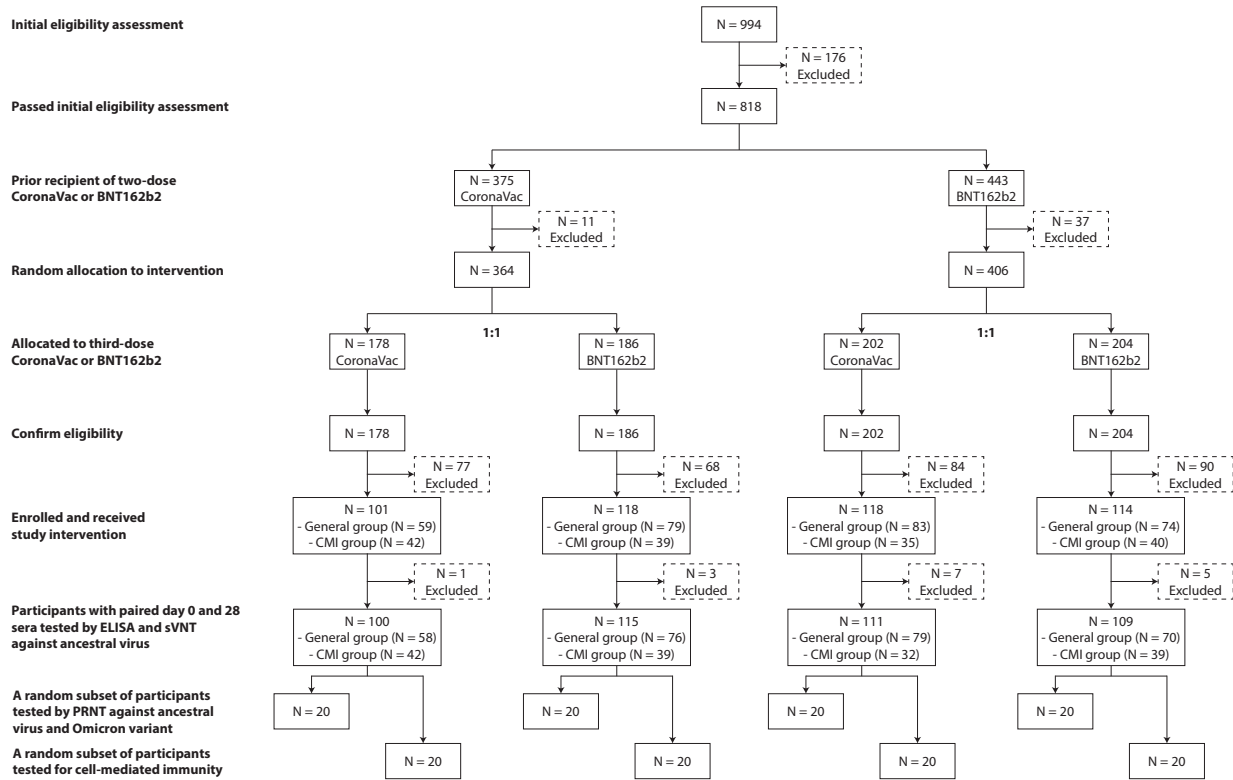 Initial eligibility assessment
N = 994
N = 176
Excluded
Passed initial eligibility assessment
N = 818
Prior recipient of two-dose
CoronaVac or BNT162b2
N = 375
CoronaVac
N = 443
BNT162b2
N = 11
Excluded
N = 37
Excluded
Random allocation to intervention
N = 364
N = 406
1:1
1:1
Allocated to third-dose
CoronaVac or BNT162b2
N = 178
CoronaVac
N = 186
BNT162b2
N = 202
CoronaVac
N = 204
BNT162b2
Confirm eligibility
N = 178
N = 186
N = 202
N = 204
N = 77
Excluded
N = 68
Excluded
N = 84
Excluded
N = 90
Excluded
Enrolled and received
study intervention
N = 101
- General group (N = 59)
- CMI group (N = 42)
N = 118
- General group (N = 79)
- CMI group (N = 39)
N = 118
- General group (N = 83)
- CMI group (N = 35)
N = 114
- General group (N = 74)
- CMI group (N = 40)
N = 1
Excluded
N = 3
Excluded
N = 7
Excluded
N = 5
Excluded
Participants with paired day 0 and 28
sera tested by ELISA and sVNT
against ancestral virus
N = 100
- General group (N = 58)
- CMI group (N = 42)
N = 115
- General group (N = 76)
- CMI group (N = 39)
N = 111
- General group (N = 79)
- CMI group (N = 32)
N = 109
- General group (N = 70)
- CMI group (N = 39)
A random subset of participants
tested by PRNT against ancestral
virus and Omicron variant
N = 20
N = 20
N = 20
N = 20
A random subset of participants
tested for cell-mediated immunity
N = 20
N = 20
N = 20
N = 20